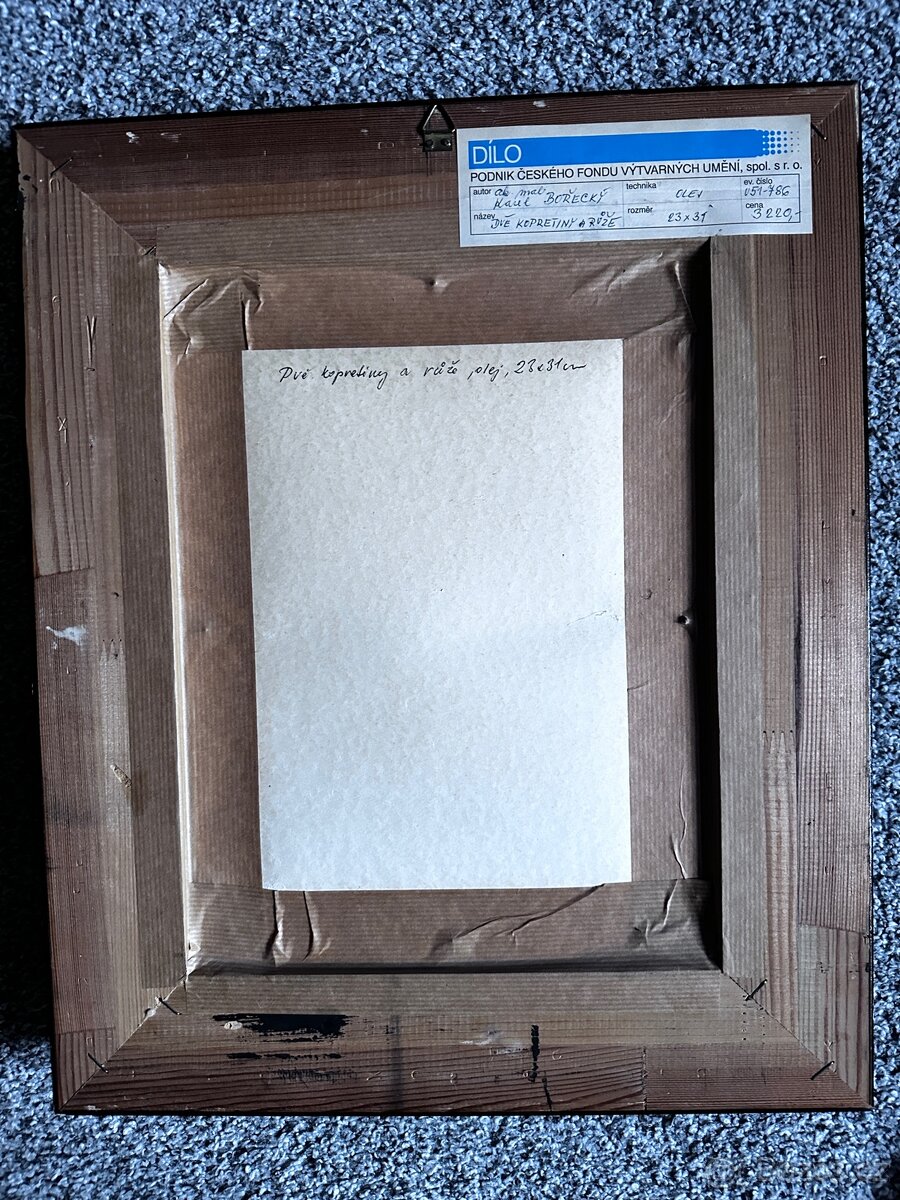 DÍLO
PODNIK ČESKÉHO FONDU VÝTVARNÝCH UMĚNÍ, spol. s r. o.
autor ak. mal. Karel BOŘECKÝ
technika OLEJ
ev. číslo 051-786
název DVĚ KOPRETINY A RŮŽE
rozměr 23 x 31
cena 3220,-
Dvě kopretiny a růže, olej, 23x31cm